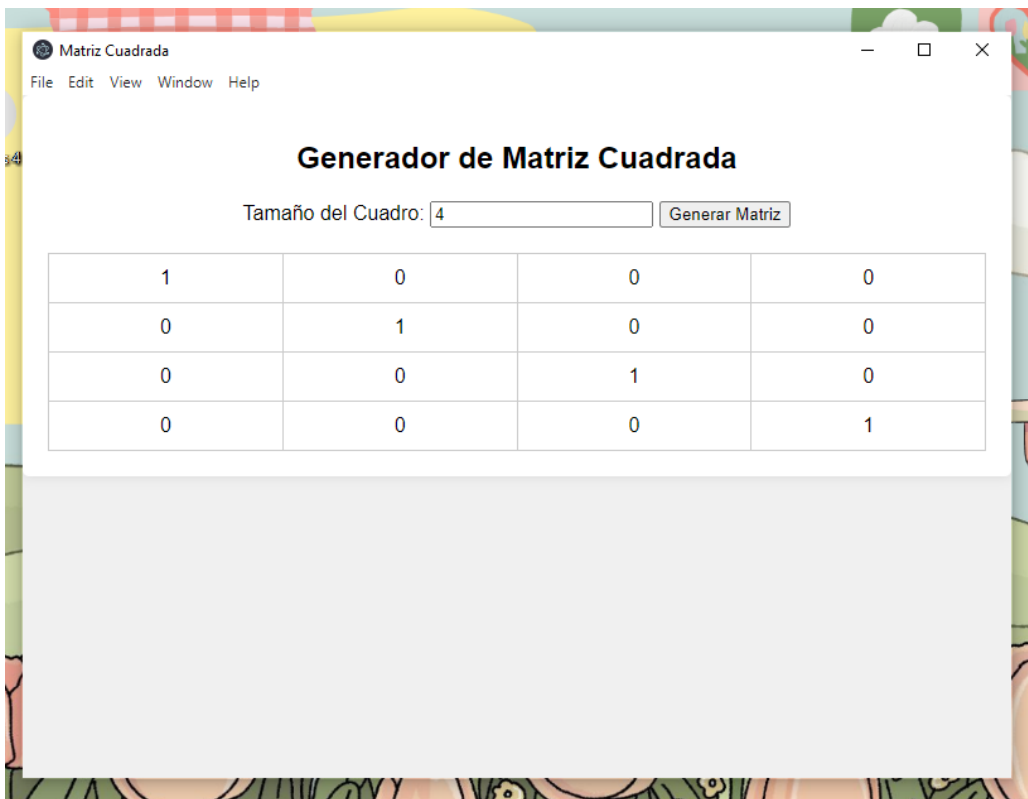 Matriz Cuadrada
File Edit View Window Help
s4
Generador de Matriz Cuadrada
Tamaño del Cuadro: 4 Generar Matriz
1 0 0 0
0 1 0 0
0 0 1 0
0 0 0 1